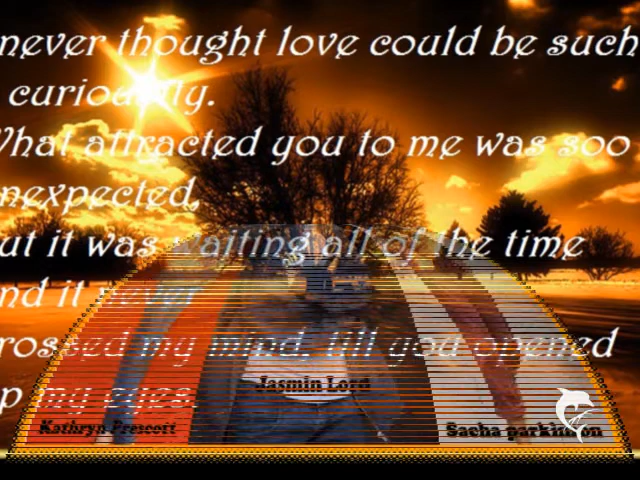 never thought love could be such
curiousity.
What attracted you to me was soo
nexpected,
ut it was waiting all of the time
nd it never
rossed my mind, till you opened
p my eyes.
Jasmin Lord
Kathryn Prescott
Sacha parkinson